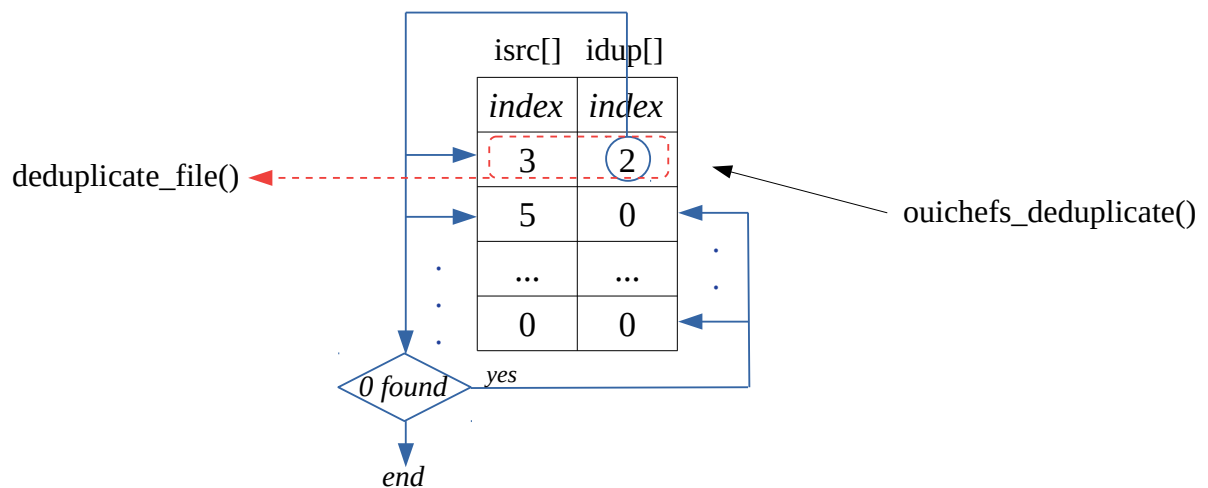 isrc[] idup[]
index index
3 2
deduplicate_file()
5 0
ouichefs_deduplicate()
... ...
0 0
yes
0 found
end